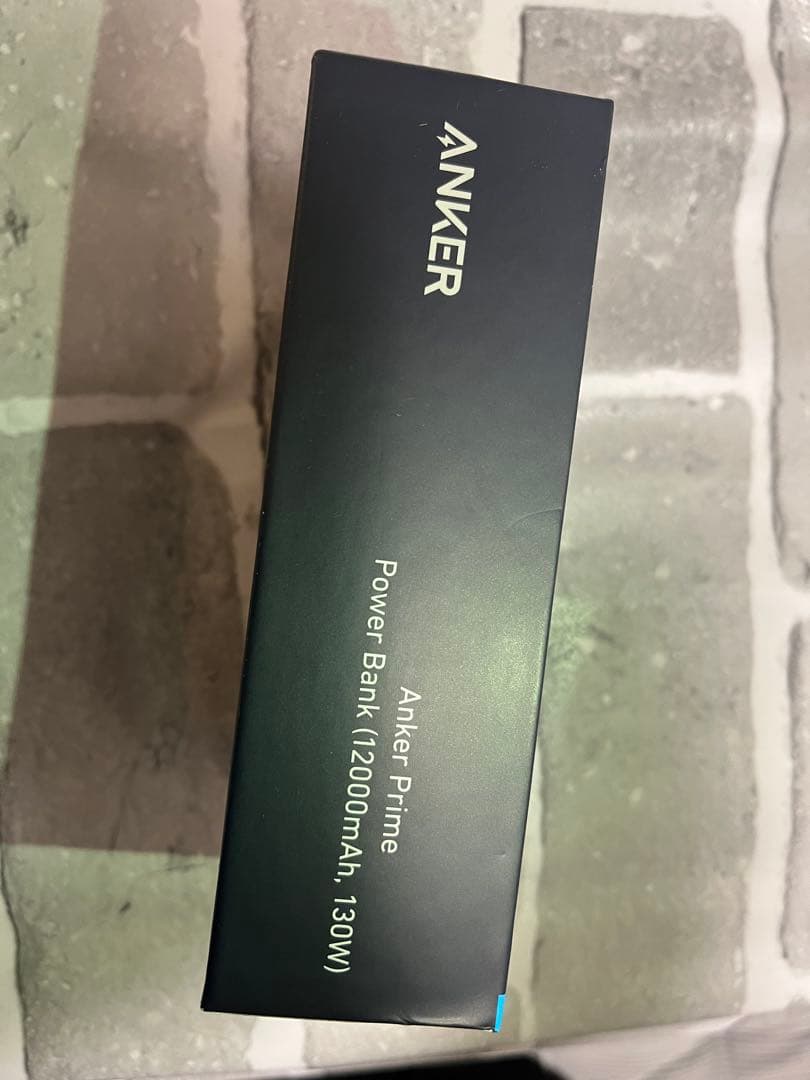 ANKER
Anker Prime
Power Bank (12000mAh, 130W)